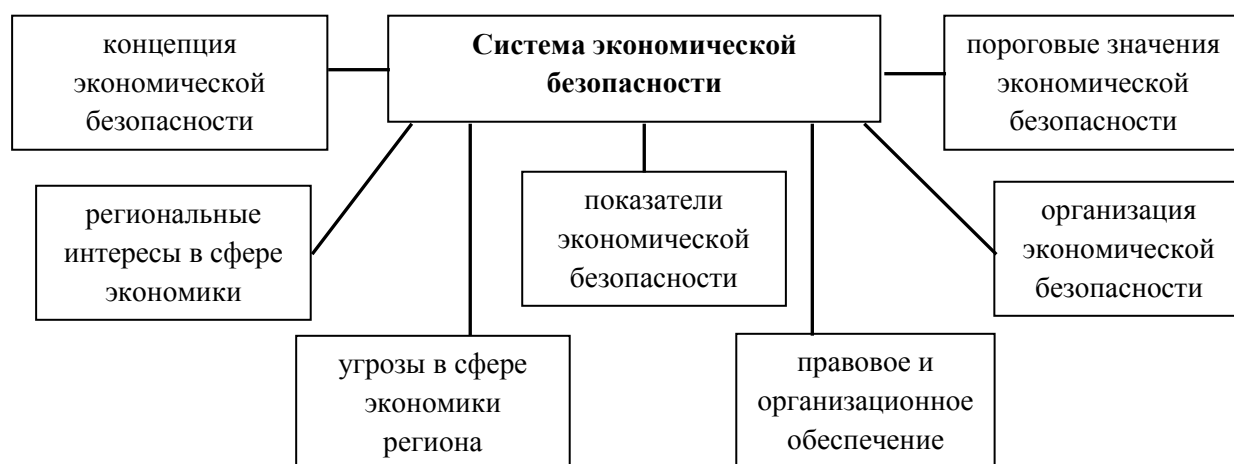 концепция
экономической
безопасности
Система экономической
безопасности
пороговые значения
экономической
безопасности
региональные
интересы в сфере
экономики
показатели
экономической
безопасности
организация
экономической
безопасности
угрозы в сфере
экономики
региона
правовое и
организационное
обеспечение